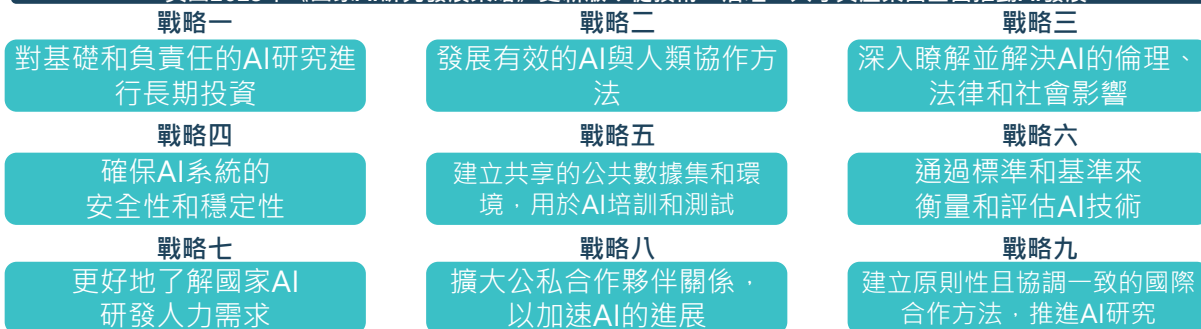 戰略一
對基礎和負責任的AI研究進
行長期投資
戰略二
發展有效的AI與人類協作方
法
戰略三
深入瞭解並解決AI的倫理、
法律和社會影響
戰略四
確保AI系統的
安全性和穩定性
戰略五
建立共享的公共數據集和環
境，用於AI培訓和測試
戰略六
通過標準和基準來
衡量和評估AI技術
戰略七
更好地了解國家AI
研發人力需求
戰略八
擴大公私合作夥伴關係，
以加速AI的進展
戰略九
建立原則性且協調一致的國際
合作方法，推進AI研究